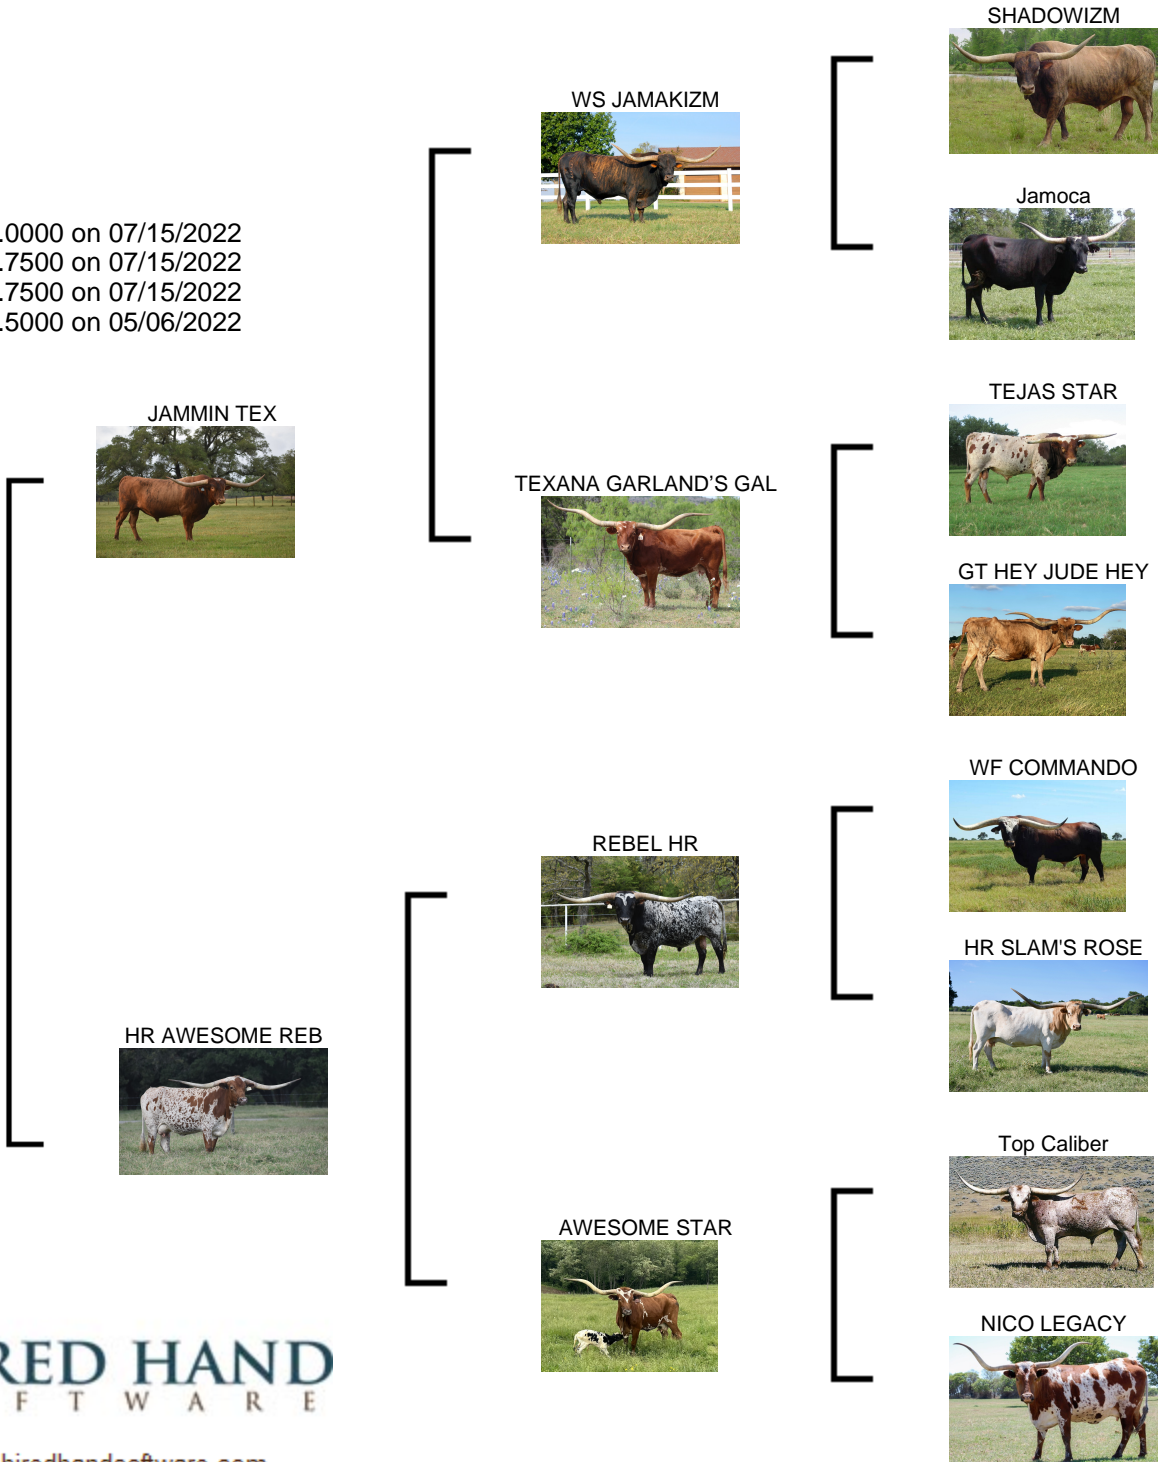 SHADOWIZM
WS JAMAKIZM
Jamoca
.0000 on 07/15/2022
.7500 on 07/15/2022
.7500 on 07/15/2022
.5000 on 05/06/2022
TEJAS STAR
JAMMIN TEX
TEXANA GARLAND'S GAL
GT HEY JUDE HEY
WF COMMANDO
REBEL HR
HR SLAM'S ROSE
HR AWESOME REB
Top Caliber
AWESOME STAR
NICO LEGACY
RED HAND
F T W A R E
hiredhandsoftware.com